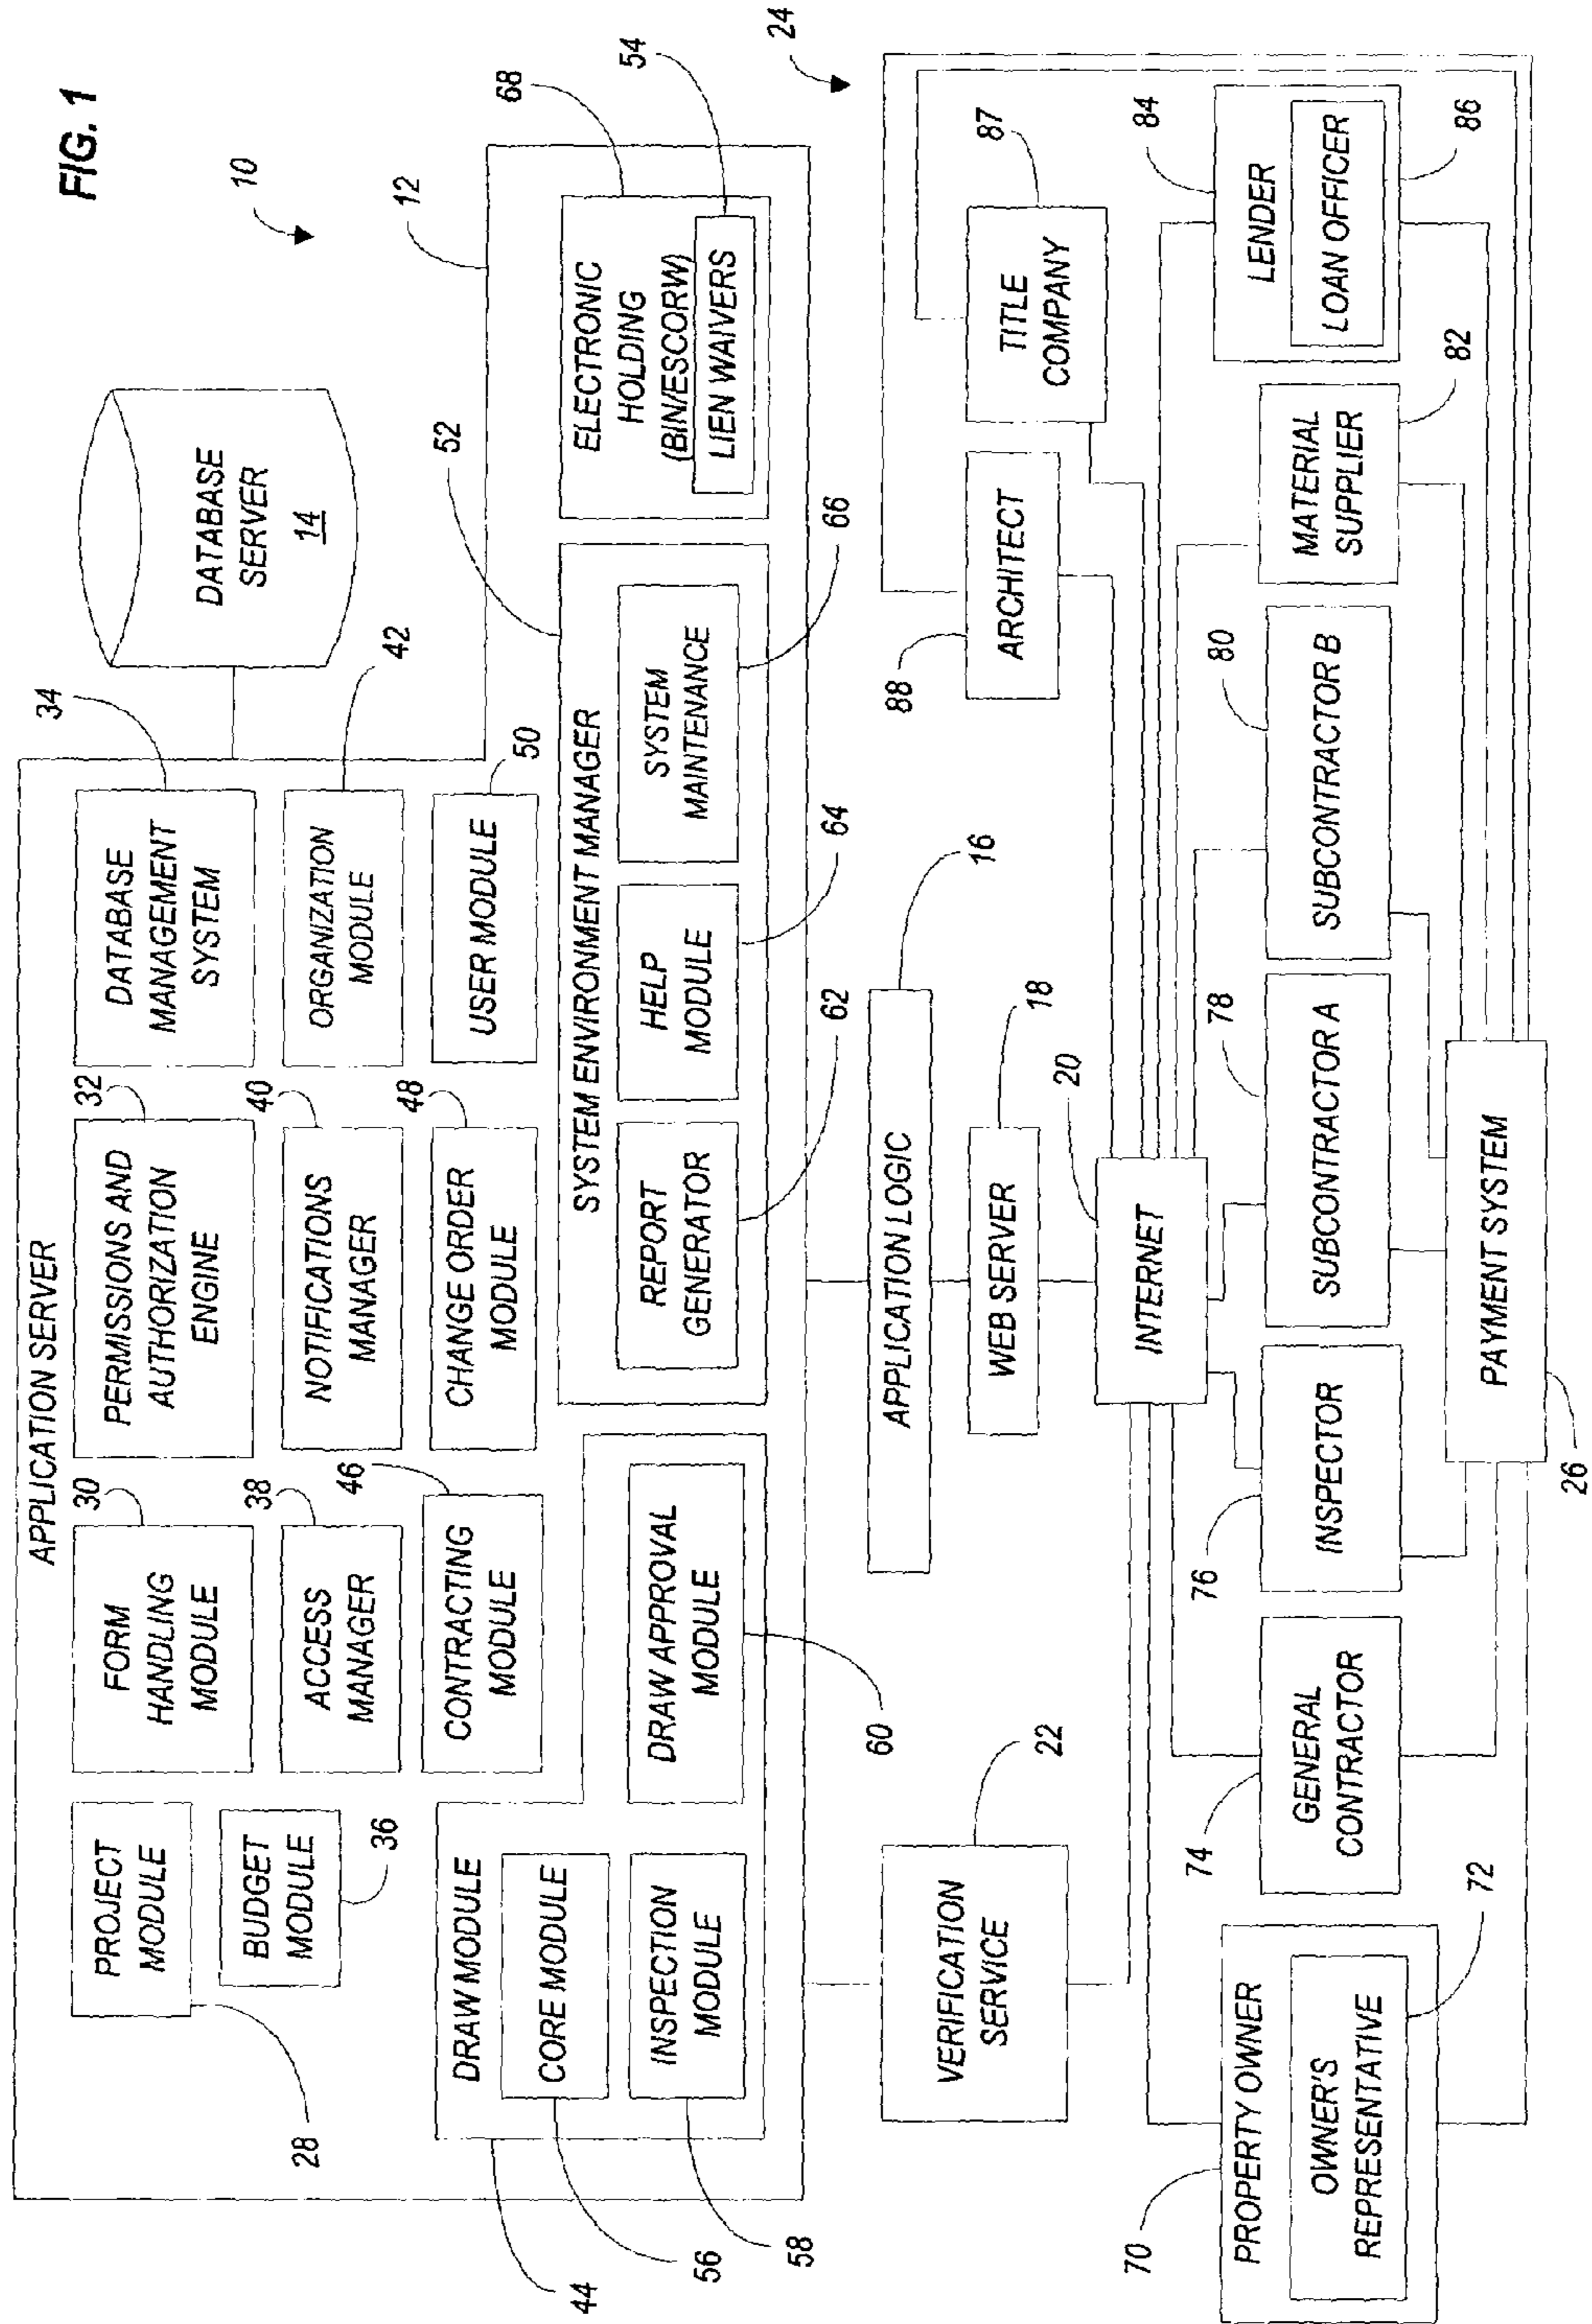 FIG. 1
10
APPLICATION SERVER
12
DATABASE
SERVER
14
PROJECT
MODULE
28
FORM
HANDLING
MODULE
30
PERMISSIONS AND
AUTHORIZATION
ENGINE
32
DATABASE
MANAGEMENT
SYSTEM
34
BUDGET
MODULE
36
ACCESS
MANAGER
38
NOTIFICATIONS
MANAGER
40
ORGANIZATION
MODULE
42
DRAW MODULE
44
CONTRACTING
MODULE
46
CHANGE ORDER
MODULE
48
USER MODULE
50
CORE MODULE
56
INSPECTION
MODULE
58
DRAW APPROVAL
MODULE
60
SYSTEM ENVIRONMENT MANAGER
52
REPORT
GENERATOR
62
HELP
MODULE
64
SYSTEM
MAINTENANCE
66
ELECTRONIC
HOLDING
(BIN/ESCORW)
68
LIEN WAIVERS
54
APPLICATION LOGIC
16
WEB SERVER
18
INTERNET
20
VERIFICATION
SERVICE
22
24
ARCHITECT
88
TITLE
COMPANY
87
PROPERTY OWNER
70
OWNER'S
REPRESENTATIVE
72
GENERAL
CONTRACTOR
74
INSPECTOR
76
SUBCONTRACTOR A
78
SUBCONTRACTOR B
80
MATERIAL
SUPPLIER
82
LENDER
84
LOAN OFFICER
86
PAYMENT SYSTEM
26